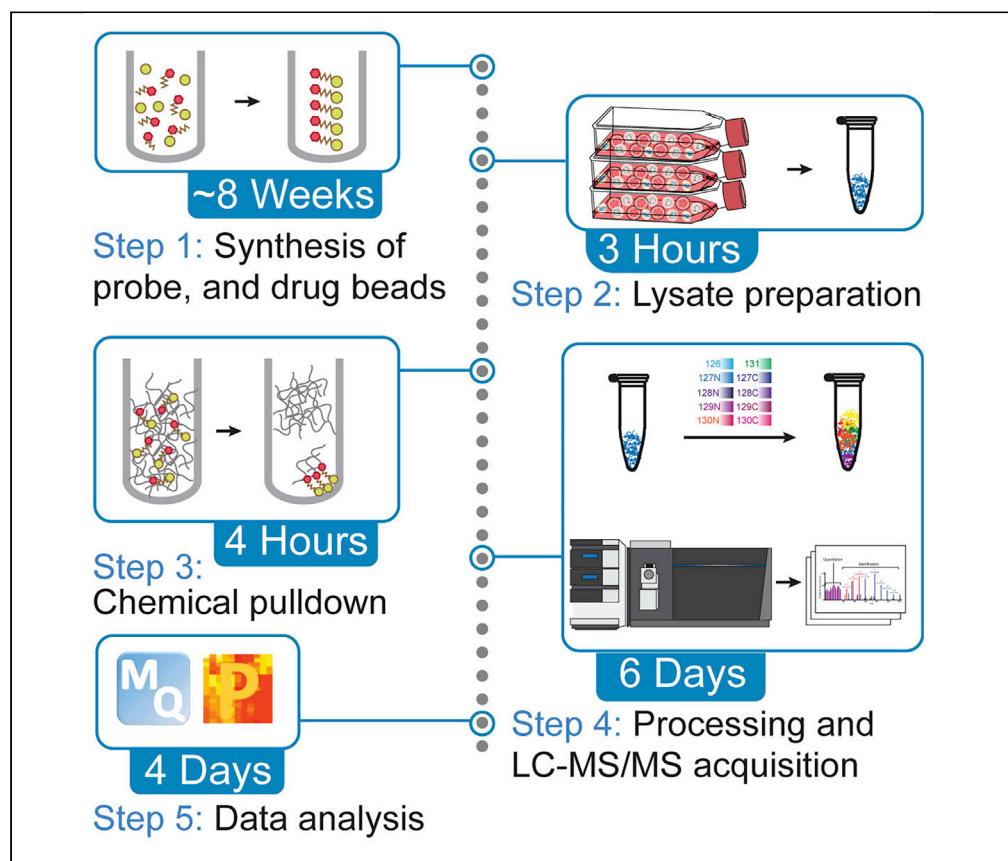 ~8 Weeks
Step 1: Synthesis of
probe, and drug beads
3 Hours
Step 2: Lysate preparation
4 Hours
Step 3:
Chemical pulldown
126 131
127N 127C
128N 128C
129N 129C
130N 130C
Quantitation
Identification
6 Days
Step 4: Processing and
LC-MS/MS acquisition
M
Q
P
4 Days
Step 5: Data analysis